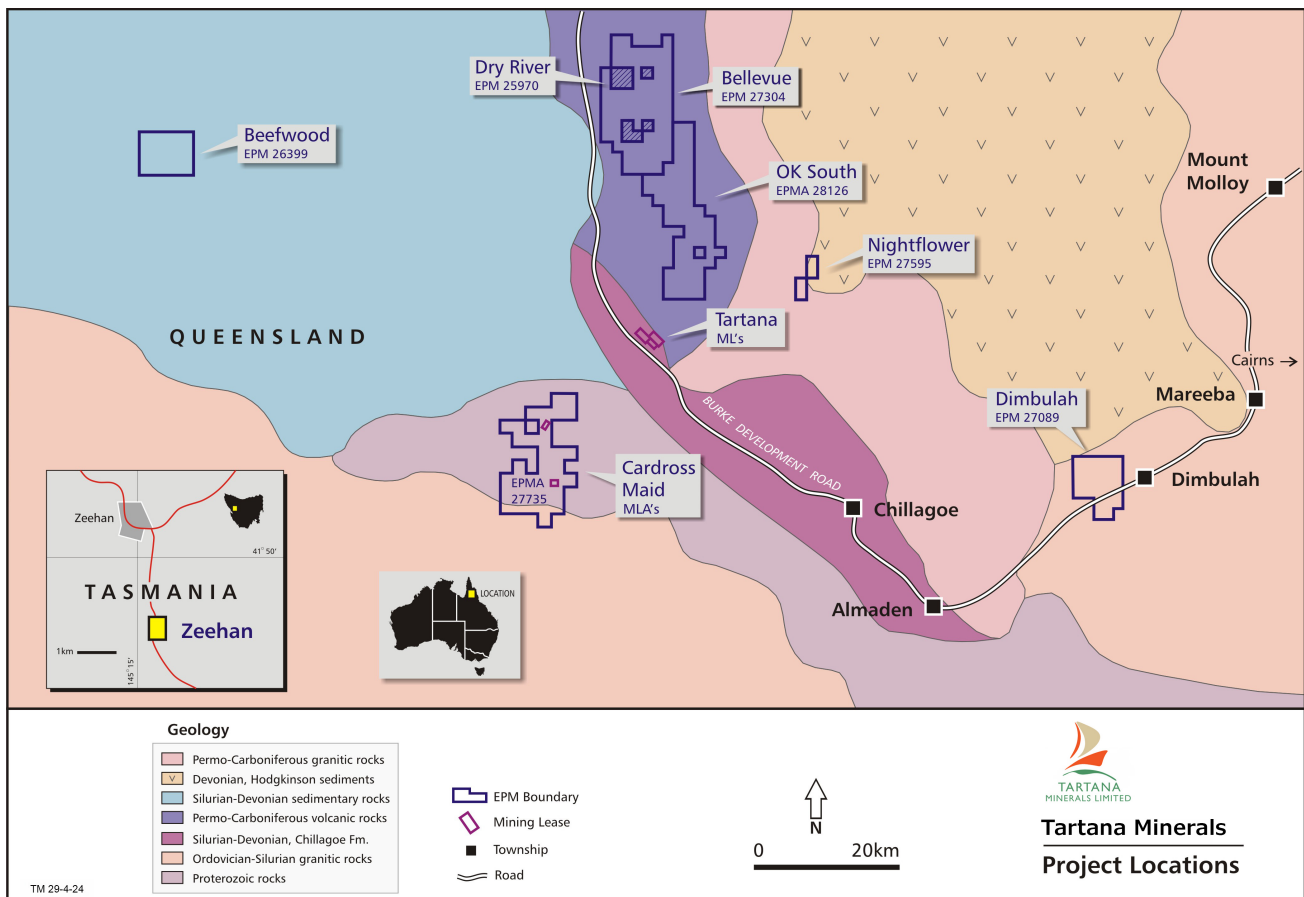 Dry River
EPM 25970
Bellevue
EPM 27304
Beefwood
EPM 26399
OK South
EPMA 28126
Mount
Molloy
Nightflower
EPM 27595
QUEENSLAND
Tartana
ML's
Cairns
Dimbulah
EPM 27089
Mareeba
BURKE DEVELOPMENT ROAD
Cardross
Maid
MLA's
EPMA
27735
Dimbulah
Chillagoe
Almaden
Zeehan
41° 50'
TASMANIA
Zeehan
1km
145° 15'
LOCATION
Geology
Permo-Carboniferous granitic rocks
Devonian, Hodgkinson sediments
Silurian-Devonian sedimentary rocks
Permo-Carboniferous volcanic rocks
Silurian-Devonian, Chillagoe Fm.
Ordovician-Silurian granitic rocks
Proterozoic rocks
EPM Boundary
Mining Lease
Township
Road
N
0 20km
TARTANA
MINERALS LIMITED
Tartana Minerals
Project Locations
TM 29-4-24